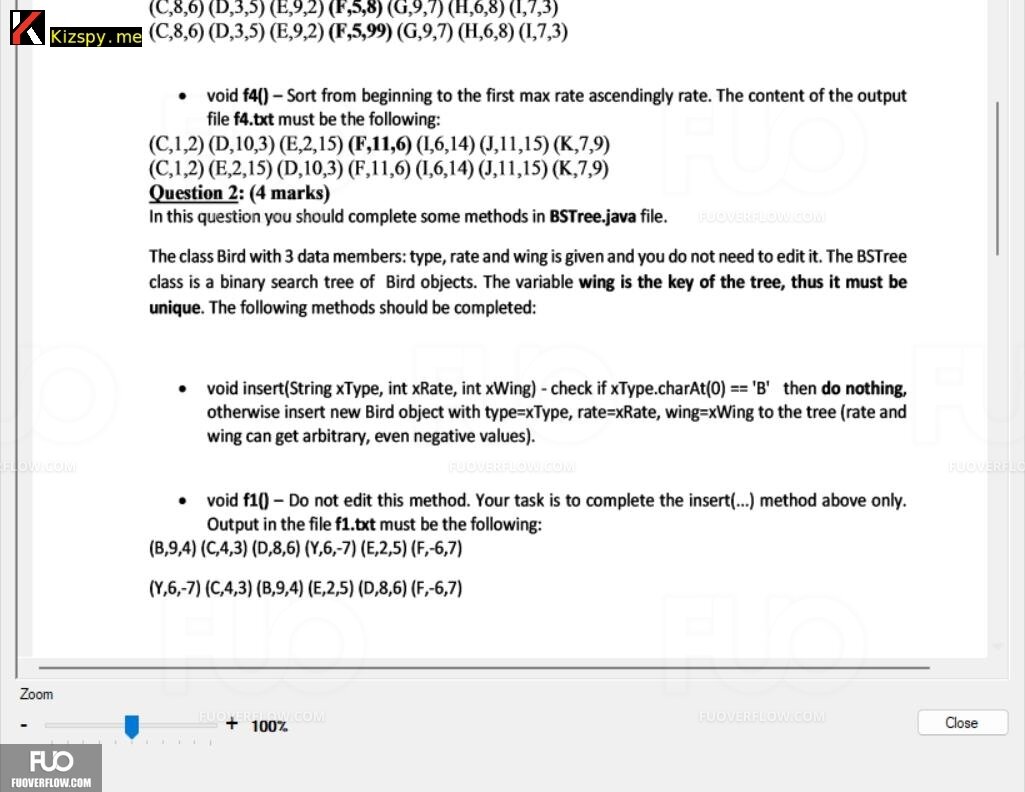 (C,8,6) (D,3,5) (E,9,2) (F,5,8) (G,9,7) (H,6,8) (I,7,3)
Kizspy.me
(C,8,6) (D,3,5) (E,9,2) (F,5,99) (G,9,7) (H,6,8) (I,7,3)
• void f4() – Sort from beginning to the first max rate ascendingly rate. The content of the output
file f4.txt must be the following:
(C,1,2) (D,10,3) (E,2,15) (F,11,6) (I,6,14) (J,11,15) (K,7,9)
(C,1,2) (E,2,15) (D,10,3) (F,11,6) (I,6,14) (J,11,15) (K,7,9)
Question 2: (4 marks)
In this question you should complete some methods in BSTree.java file.
FUOVERFLOW.COM
FUOVERFLOW.COM
The class Bird with 3 data members: type, rate and wing is given and you do not need to edit it. The BSTree
class is a binary search tree of Bird objects. The variable wing is the key of the tree, thus it must be
unique. The following methods should be completed:
• void insert(String xType, int xRate, int xWing) - check if xType.charAt(0) == 'B' then do nothing,
otherwise insert new Bird object with type=xType, rate=xRate, wing=xWing to the tree (rate and
wing can get arbitrary, even negative values).
FLOW.COM
FUOVERFLOW.COM
FUOVERFLO
• void f1() – Do not edit this method. Your task is to complete the insert(...) method above only.
Output in the file f1.txt must be the following:
(B,9,4) (C,4,3) (D,8,6) (Y,6,-7) (E,2,5) (F,-6,7)
(Y,6,-7) (C,4,3) (B,9,4) (E,2,5) (D,8,6) (F,-6,7)
FUO
FUO
Zoom
- + 100%
FUOVERFLOW.COM
FUOVERFLOW.COM
Close
FUO
FUOVERFLOW.COM